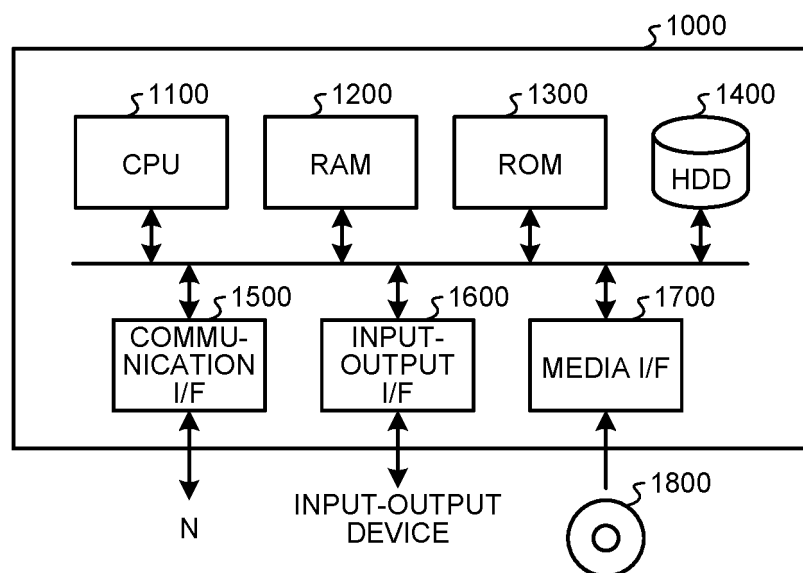 1000
1100
1200
1300
1400
CPU
RAM
ROM
HDD
1500
1600
1700
COMMU-
NICATION
I/F
INPUT-
OUTPUT
I/F
MEDIA I/F
N
INPUT-OUTPUT
DEVICE
1800